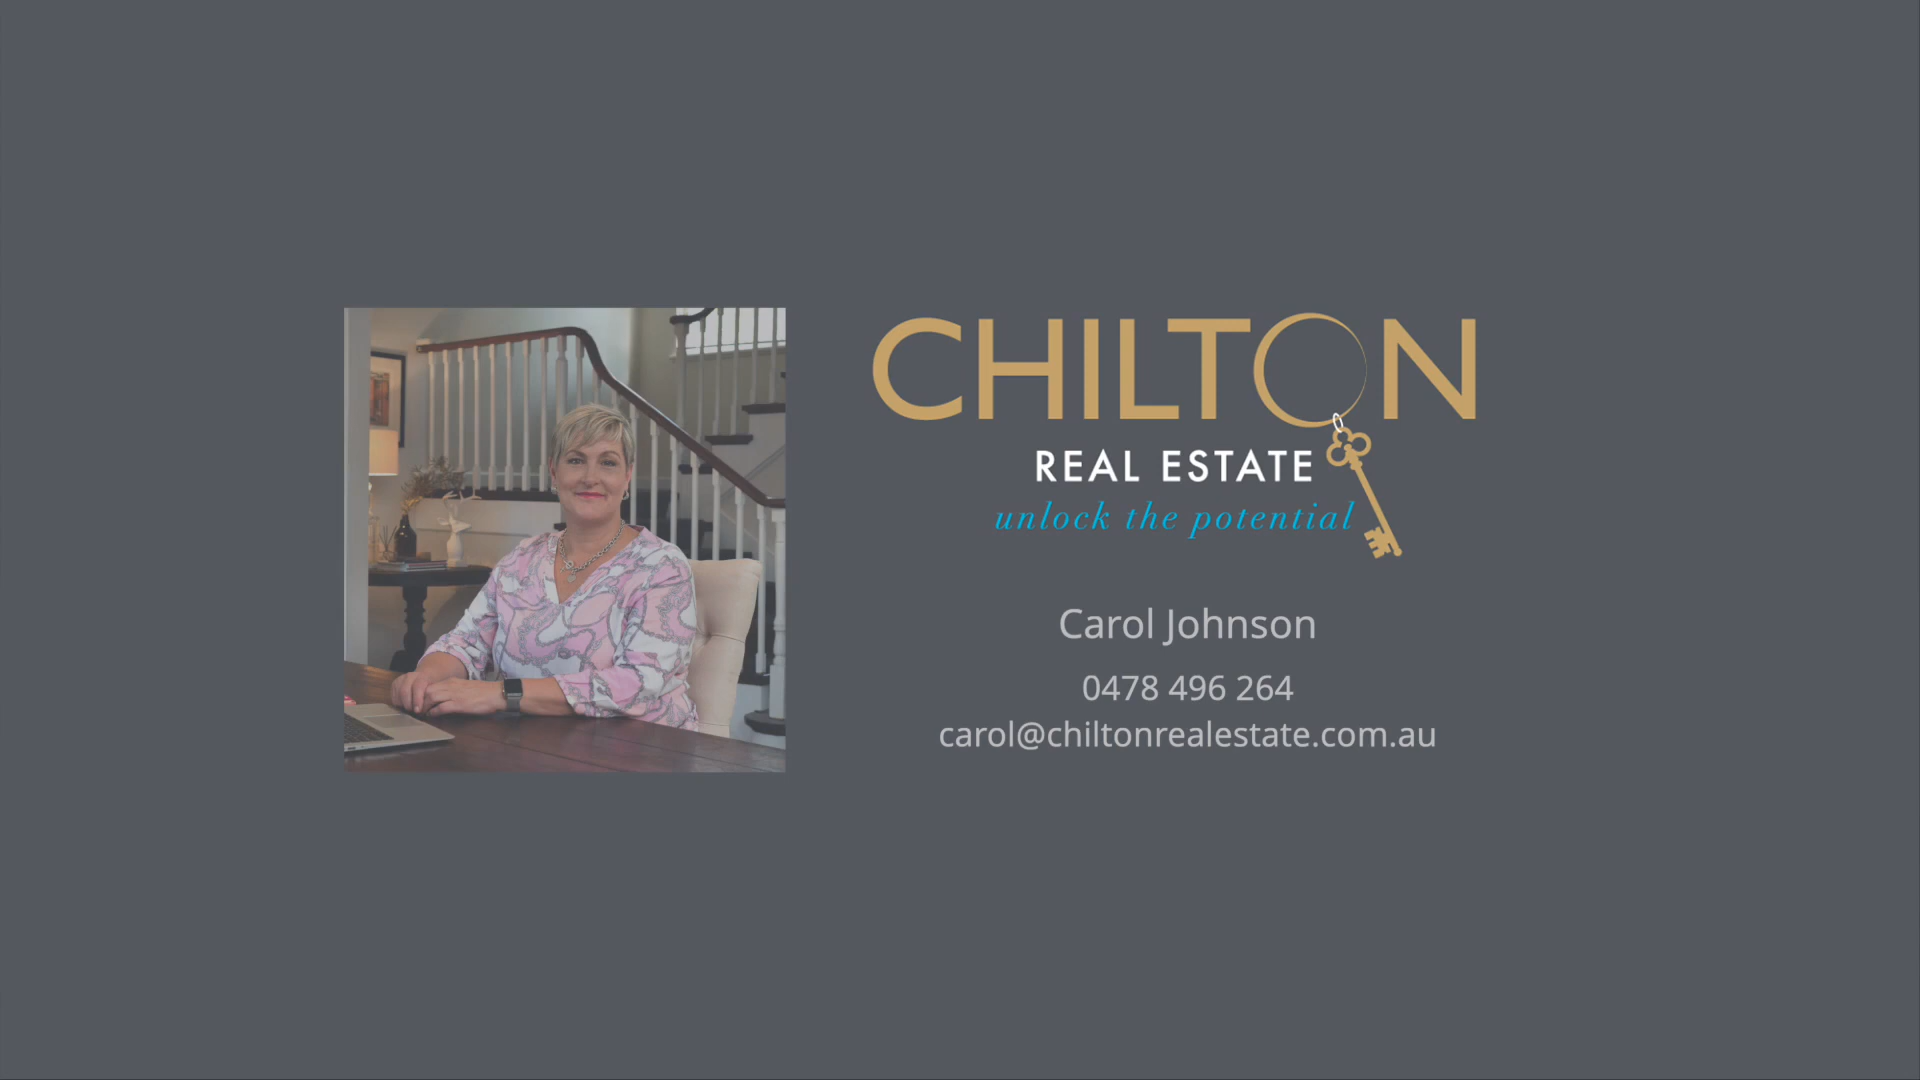 CHILTON
REAL ESTATE
unlock the potential
Carol Johnson
0478 496 264
carol@chiltonrealestate.com.au